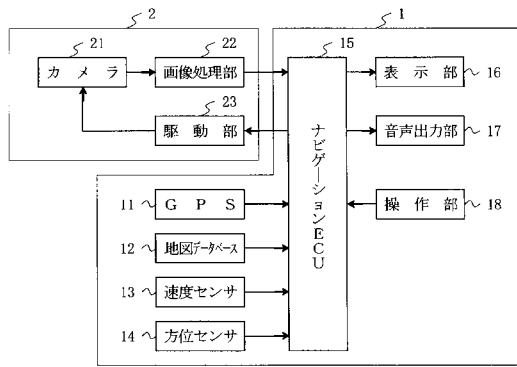 2
1
21
22
15
カメラ
画像処理部
表示部
16
23
駆動部
音声出力部
17
ナビゲーションECU
11
GPS
操作部
18
12
地図データベース
13
速度センサ
14
方位センサ